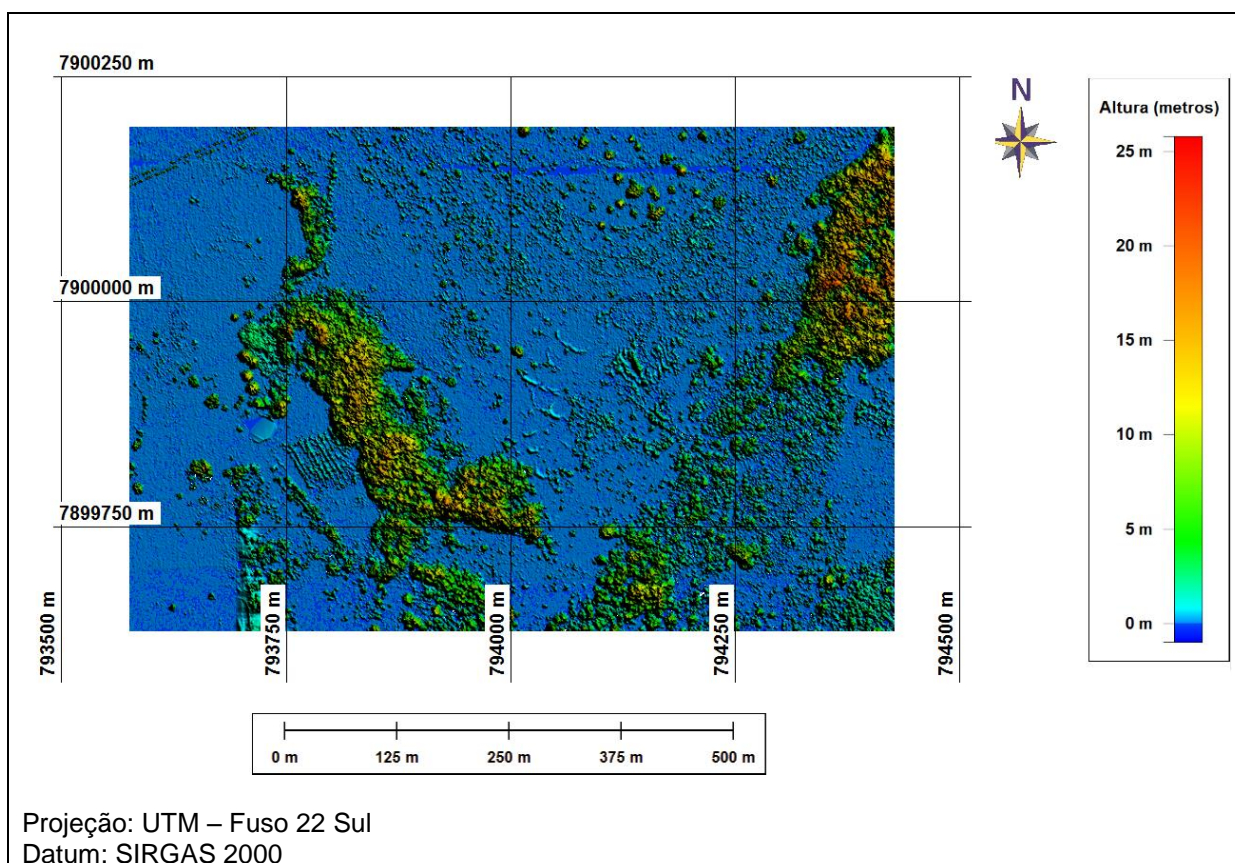 7900250 m
N
Altura (metros)
25 m
20 m
7900000 m
15 m
10 m
7899750 m
5 m
0 m
793500 m
793750 m
794000 m
794250 m
794500 m
0 m 125 m 250 m 375 m 500 m
Projeção: UTM – Fuso 22 Sul
Datum: SIRGAS 2000